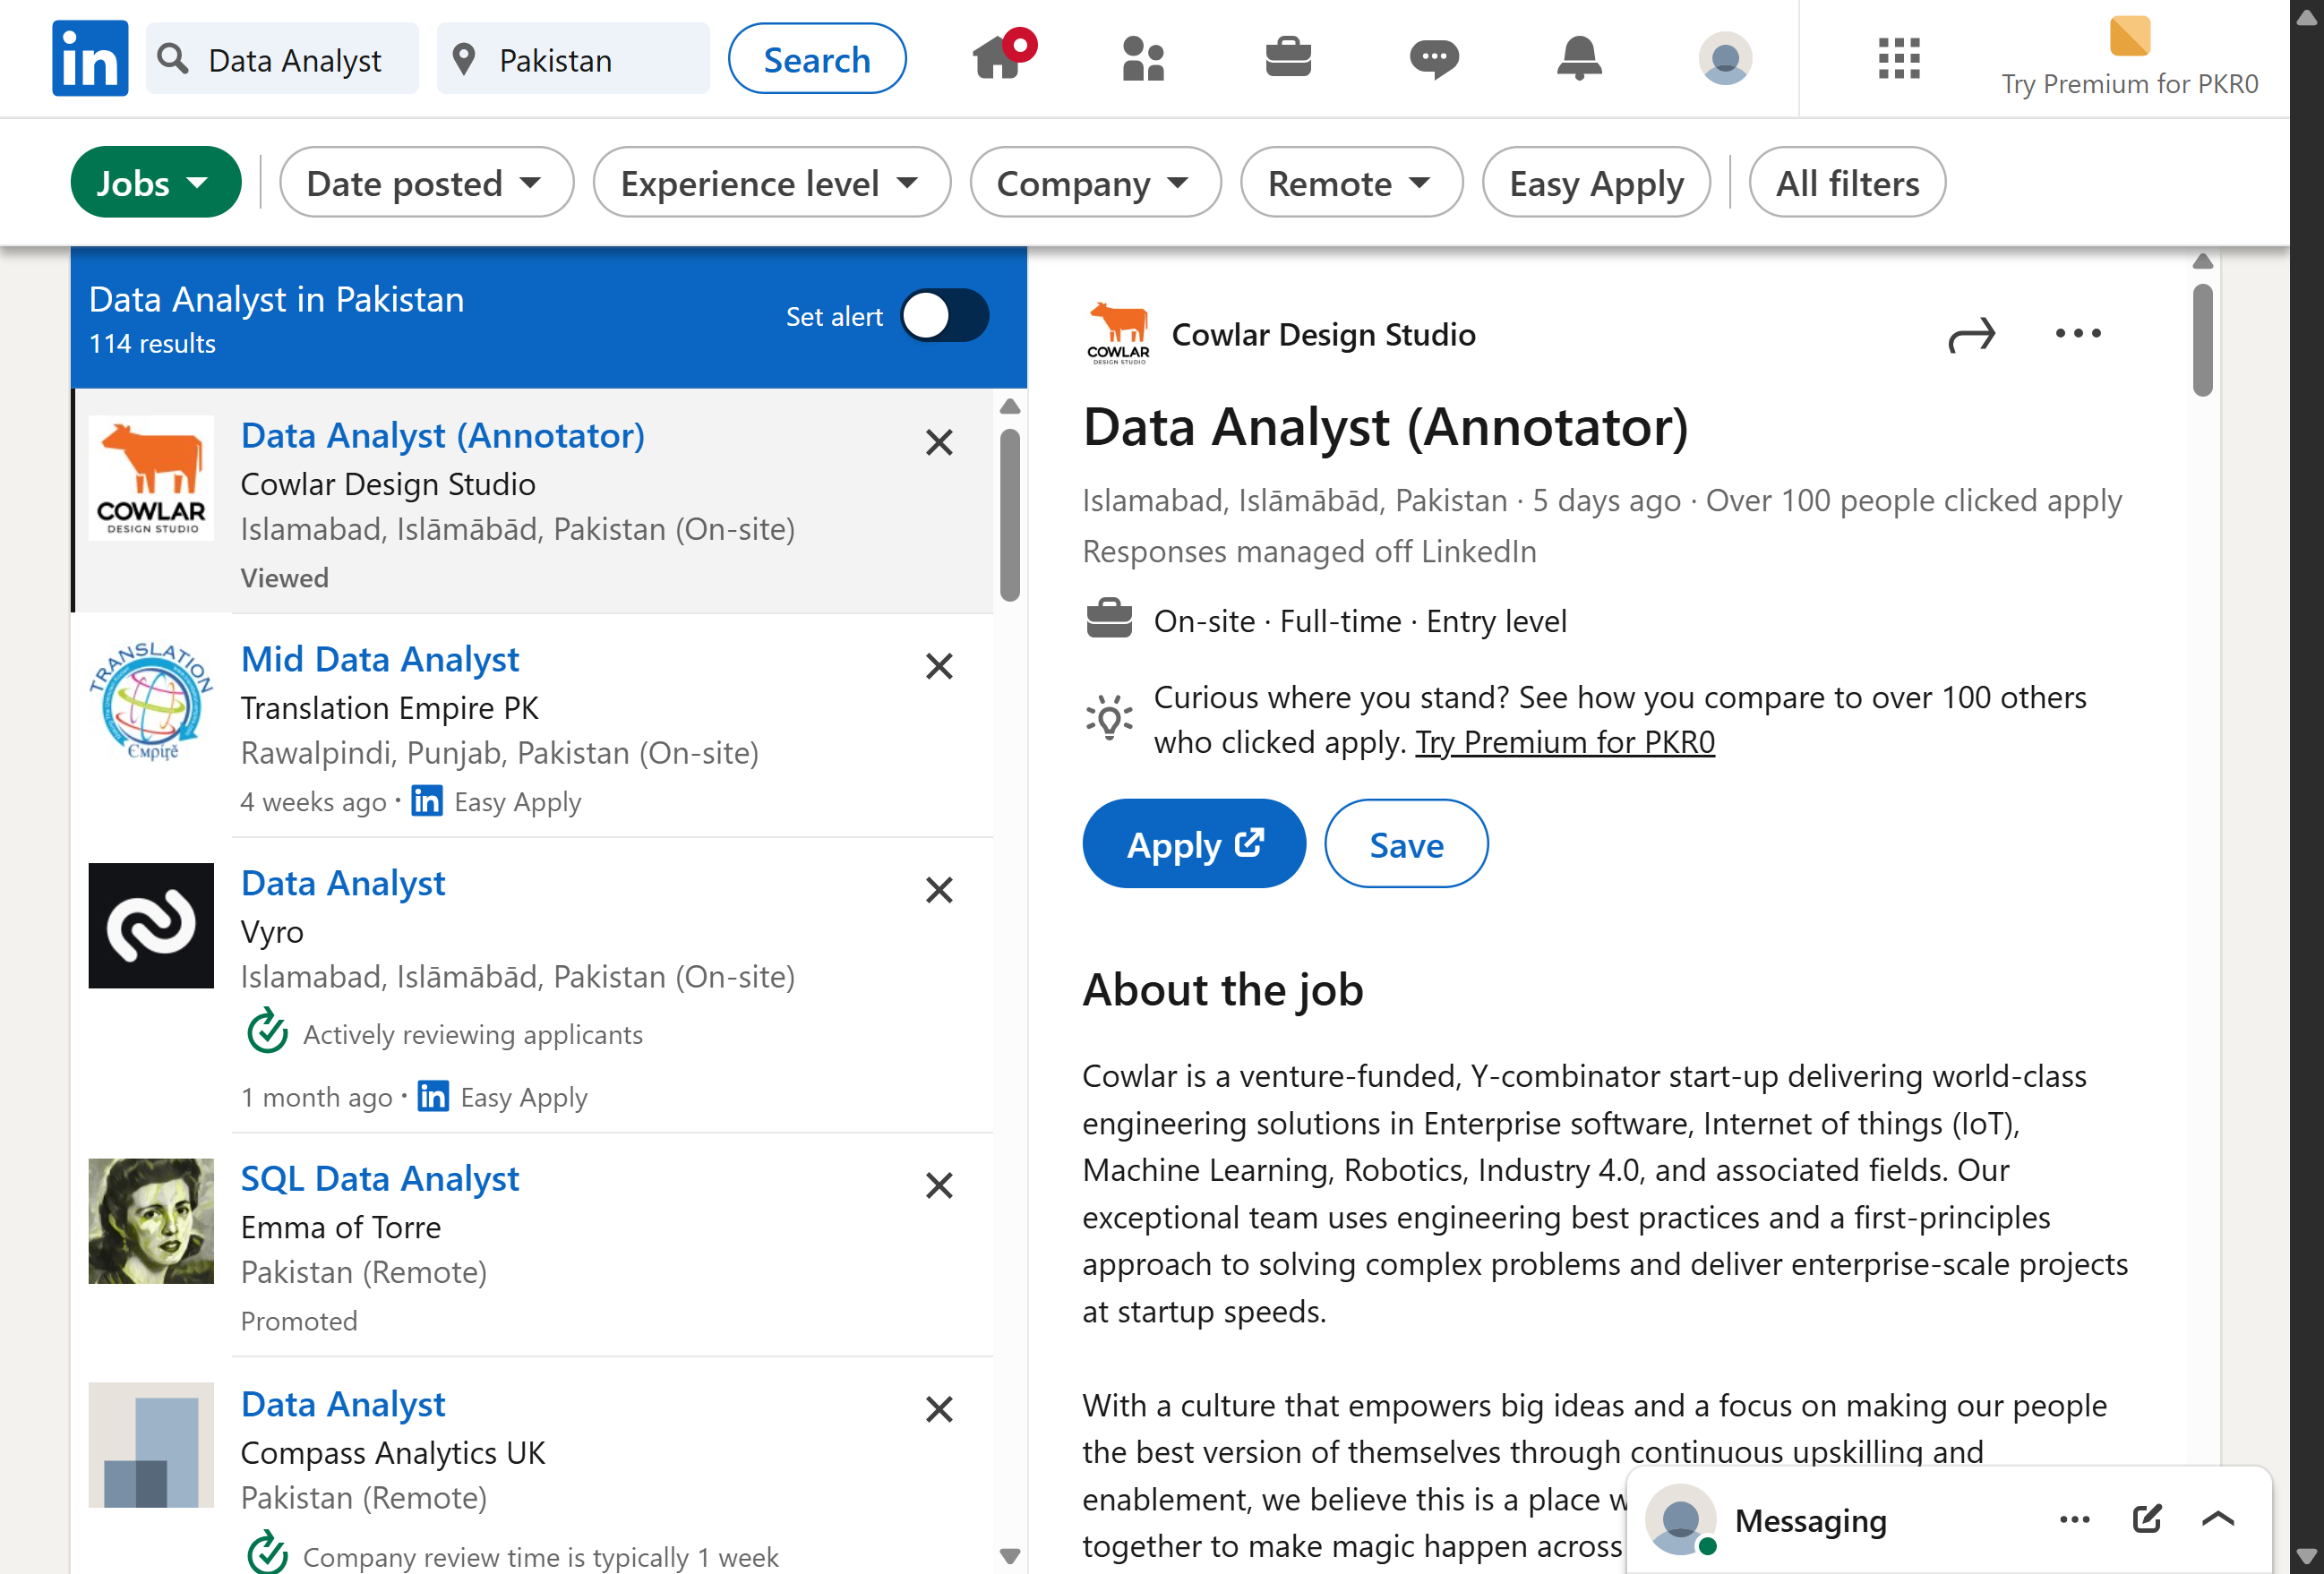 in
Data Analyst
Pakistan
Search
Try Premium for PKR0
Jobs
Date posted
Experience level
Company
Remote
Easy Apply
All filters
Data Analyst in Pakistan
114 results
Set alert
COWLAR
DESIGN STUDIO
Data Analyst (Annotator)
Cowlar Design Studio
Islamabad, Islāmābād, Pakistan (On-site)
Viewed
TRANSLATION
Empire
Mid Data Analyst
Translation Empire PK
Rawalpindi, Punjab, Pakistan (On-site)
4 weeks ago · in Easy Apply
Data Analyst
Vyro
Islamabad, Islāmābād, Pakistan (On-site)
Actively reviewing applicants
1 month ago · in Easy Apply
SQL Data Analyst
Emma of Torre
Pakistan (Remote)
Promoted
Data Analyst
Compass Analytics UK
Pakistan (Remote)
Company review time is typically 1 week
COWLAR
DESIGN STUDIO
Cowlar Design Studio
Data Analyst (Annotator)
Islamabad, Islāmābād, Pakistan · 5 days ago · Over 100 people clicked apply
Responses managed off LinkedIn
On-site · Full-time · Entry level
Curious where you stand? See how you compare to over 100 others
who clicked apply. Try Premium for PKR0
Apply
Save
About the job
Cowlar is a venture-funded, Y-combinator start-up delivering world-class
engineering solutions in Enterprise software, Internet of things (IoT),
Machine Learning, Robotics, Industry 4.0, and associated fields. Our
exceptional team uses engineering best practices and a first-principles
approach to solving complex problems and deliver enterprise-scale projects
at startup speeds.
With a culture that empowers big ideas and a focus on making our people
the best version of themselves through continuous upskilling and
enablement, we believe this is a place
together to make magic happen across
Messaging